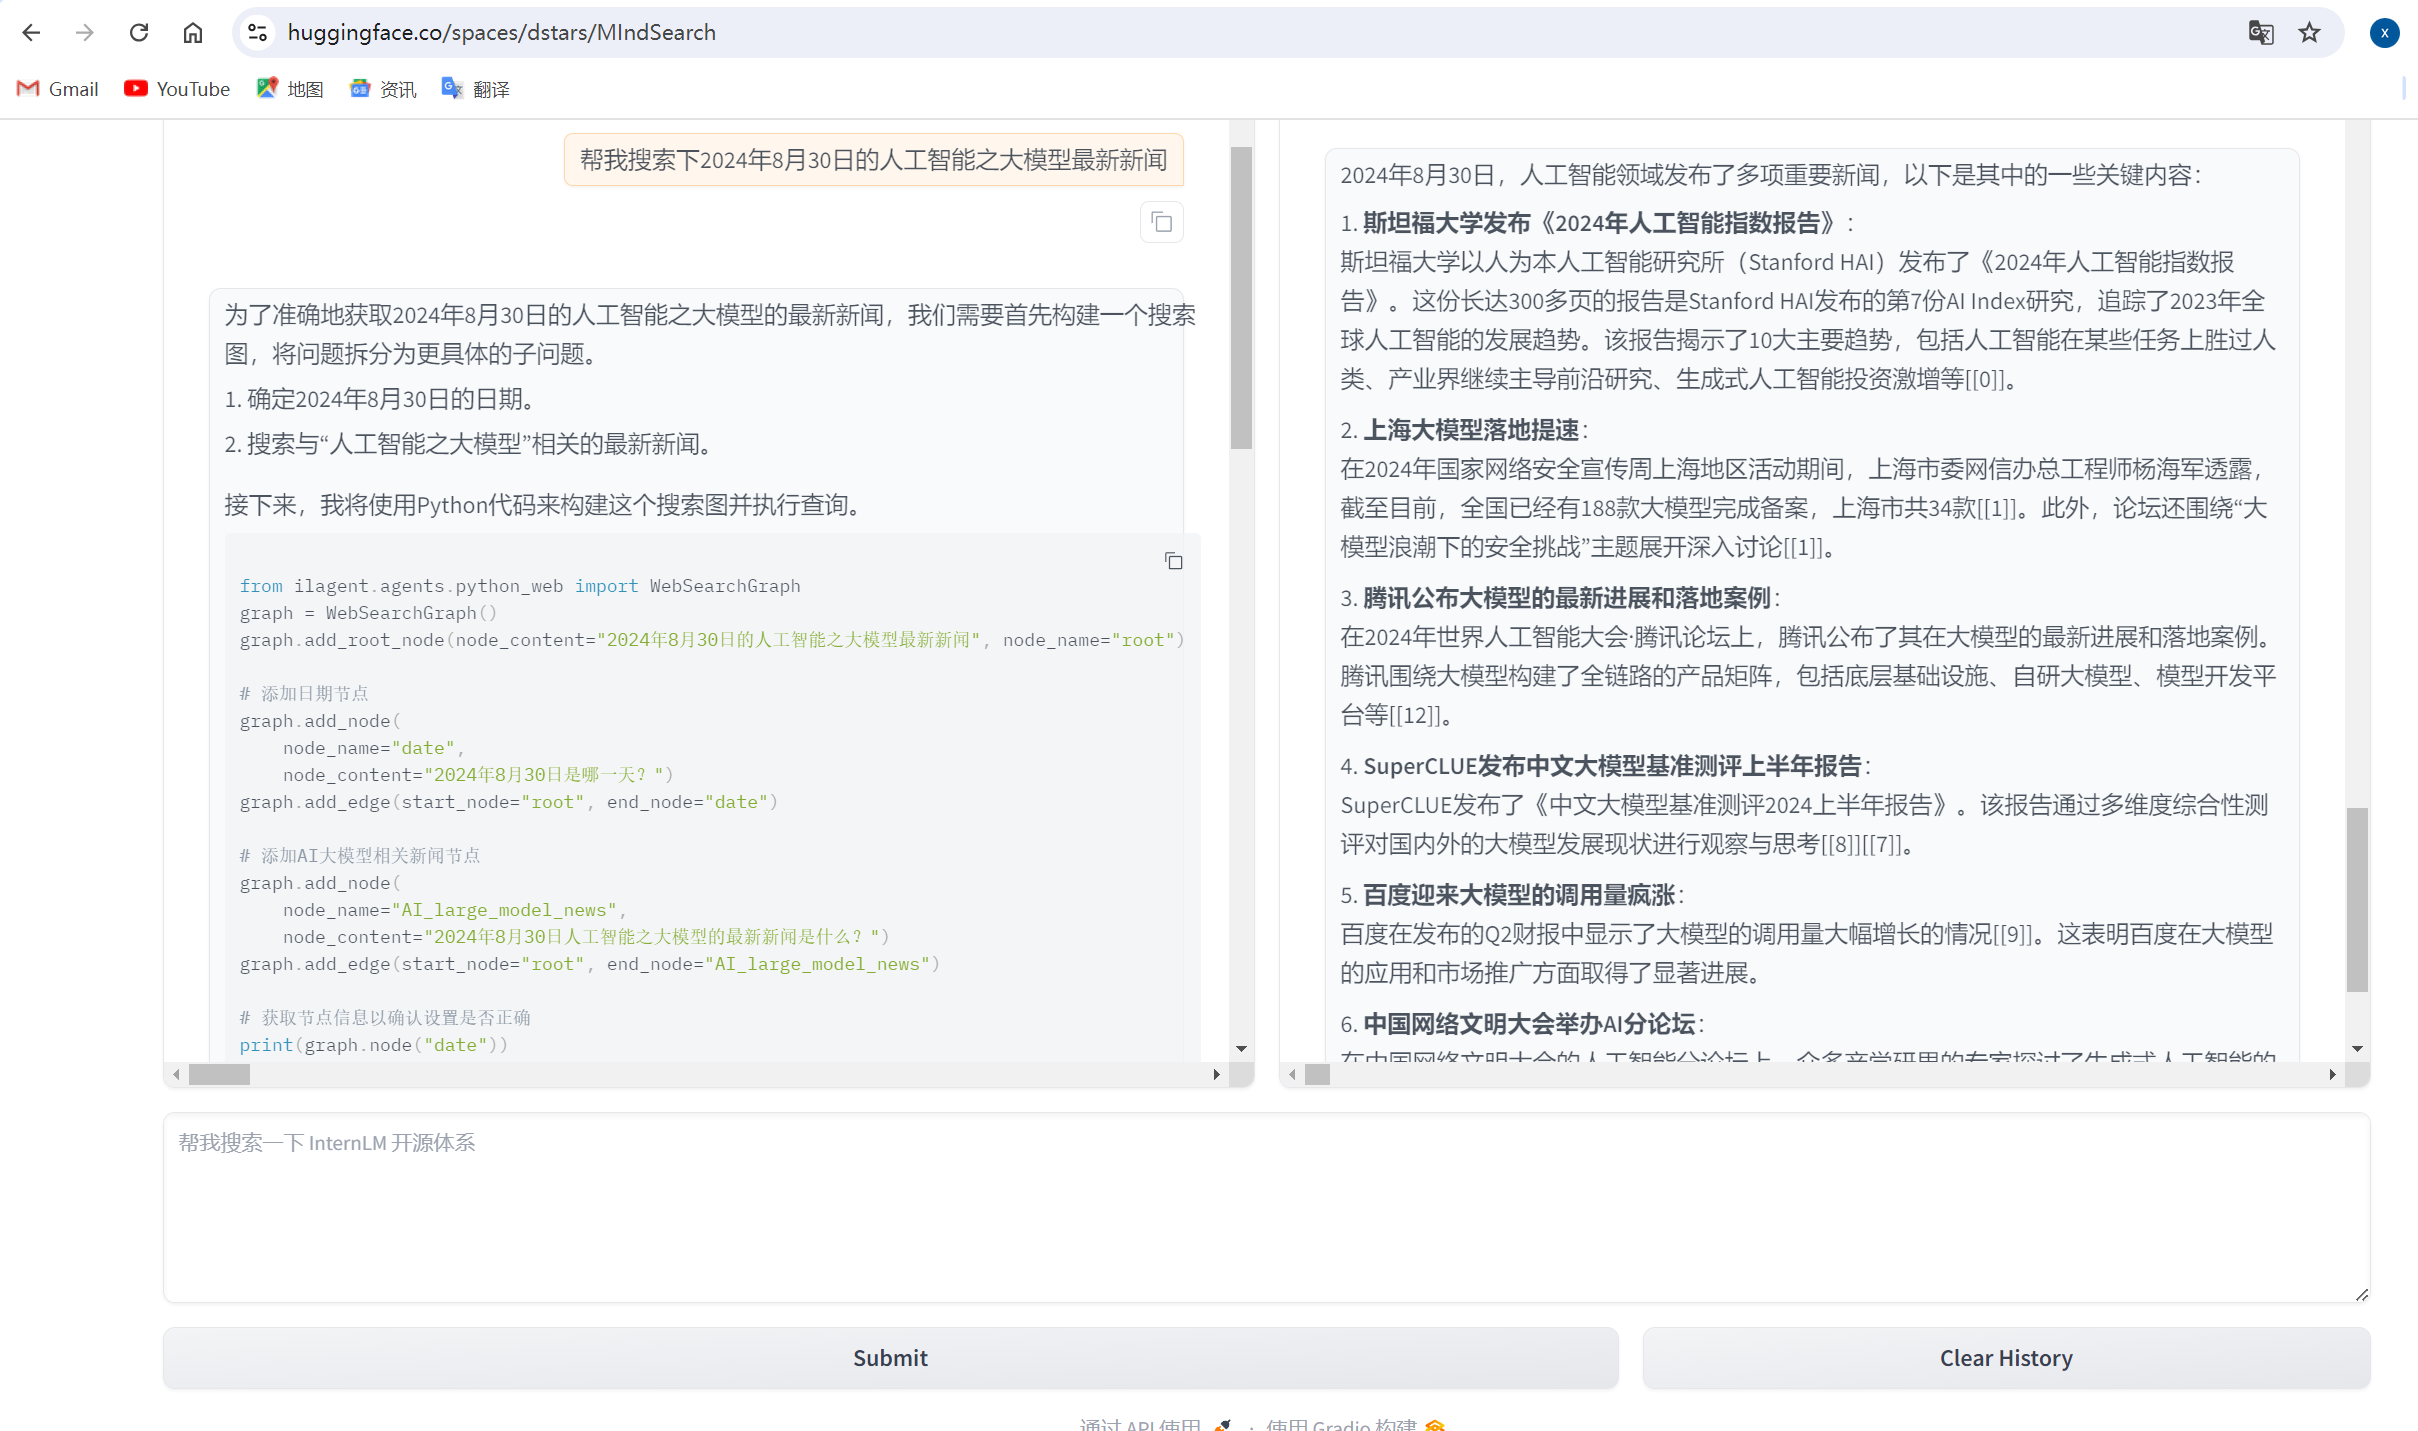 huggingface.co/spaces/dstars/MIndSearch
x
Gmail
YouTube
地图
资讯
翻译
帮我搜索下2024年8月30日的人工智能之大模型最新新闻
为了准确地获取2024年8月30日的人工智能之大模型的最新新闻，我们需要首先构建一个搜索
图，将问题拆分为更具体的子问题。
1. 确定2024年8月30日的日期。
2. 搜索与“人工智能之大模型”相关的最新新闻。
接下来，我将使用Python代码来构建这个搜索图并执行查询。
from ilagent.agents.python_web import WebSearchGraph
graph = WebSearchGraph()
graph.add_root_node(node_content="2024年8月30日的人工智能之大模型最新新闻", node_name="root")
# 添加日期节点
graph.add_node(
    node_name="date",
    node_content="2024年8月30日是哪一天？")
graph.add_edge(start_node="root", end_node="date")
# 添加AI大模型相关新闻节点
graph.add_node(
    node_name="AI_large_model_news",
    node_content="2024年8月30日人工智能之大模型的最新新闻是什么？")
graph.add_edge(start_node="root", end_node="AI_large_model_news")
# 获取节点信息以确认设置是否正确
print(graph.node("date"))
2024年8月30日，人工智能领域发布了多项重要新闻，以下是其中的一些关键内容：
1. 斯坦福大学发布《2024年人工智能指数报告》：
斯坦福大学以人为本人工智能研究所（Stanford HAI）发布了《2024年人工智能指数报
告》。这份长达300多页的报告是Stanford HAI发布的第7份AI Index研究，追踪了2023年全
球人工智能的发展趋势。该报告揭示了10大主要趋势，包括人工智能在某些任务上胜过人
类、产业界继续主导前沿研究、生成式人工智能投资激增等[[0]]。
2. 上海大模型落地提速：
在2024年国家网络安全宣传周上海地区活动期间，上海市委网信办总工程师杨海军透露，
截至目前，全国已经有188款大模型完成备案，上海市共34款[[1]]。此外，论坛还围绕“大
模型浪潮下的安全挑战”主题展开深入讨论[[1]]。
3. 腾讯公布大模型的最新进展和落地案例：
在2024年世界人工智能大会·腾讯论坛上，腾讯公布了其在大模型的最新进展和落地案例。
腾讯围绕大模型构建了全链路的产品矩阵，包括底层基础设施、自研大模型、模型开发平
台等[[12]]。
4. SuperCLUE发布中文大模型基准测评上半年报告：
SuperCLUE发布了《中文大模型基准测评2024上半年报告》。该报告通过多维度综合性测
评对国内外的大模型发展现状进行观察与思考[[8]][[7]]。
5. 百度迎来大模型的调用量疯涨：
百度在发布的Q2财报中显示了大模型的调用量大幅增长的情况[[9]]。这表明百度在大模型
的应用和市场推广方面取得了显著进展。
6. 中国网络文明大会举办AI分论坛：
在中国网络文明大会的人工智能分论坛上，众多产学研界的专家探讨了生成式人工智能的
帮我搜索一下 InternLM 开源体系
Submit
Clear History
通过 API 使用 · 使用 Gradio 构建